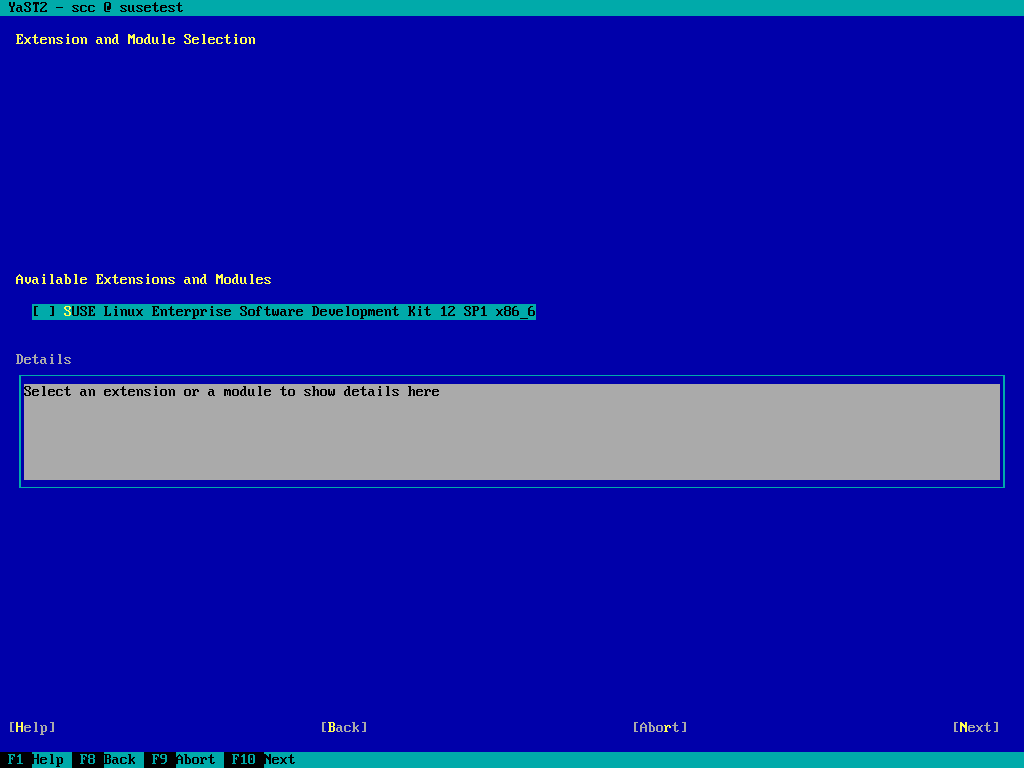 YaST2 - scc @ susetest
Extension and Module Selection
Available Extensions and Modules
[ ] SUSE Linux Enterprise Software Development Kit 12 SP1 x86_6
Details
Select an extension or a module to show details here
[Help] [Back] [Abort] [Next]
F1 Help F8 Back F9 Abort F10 Next